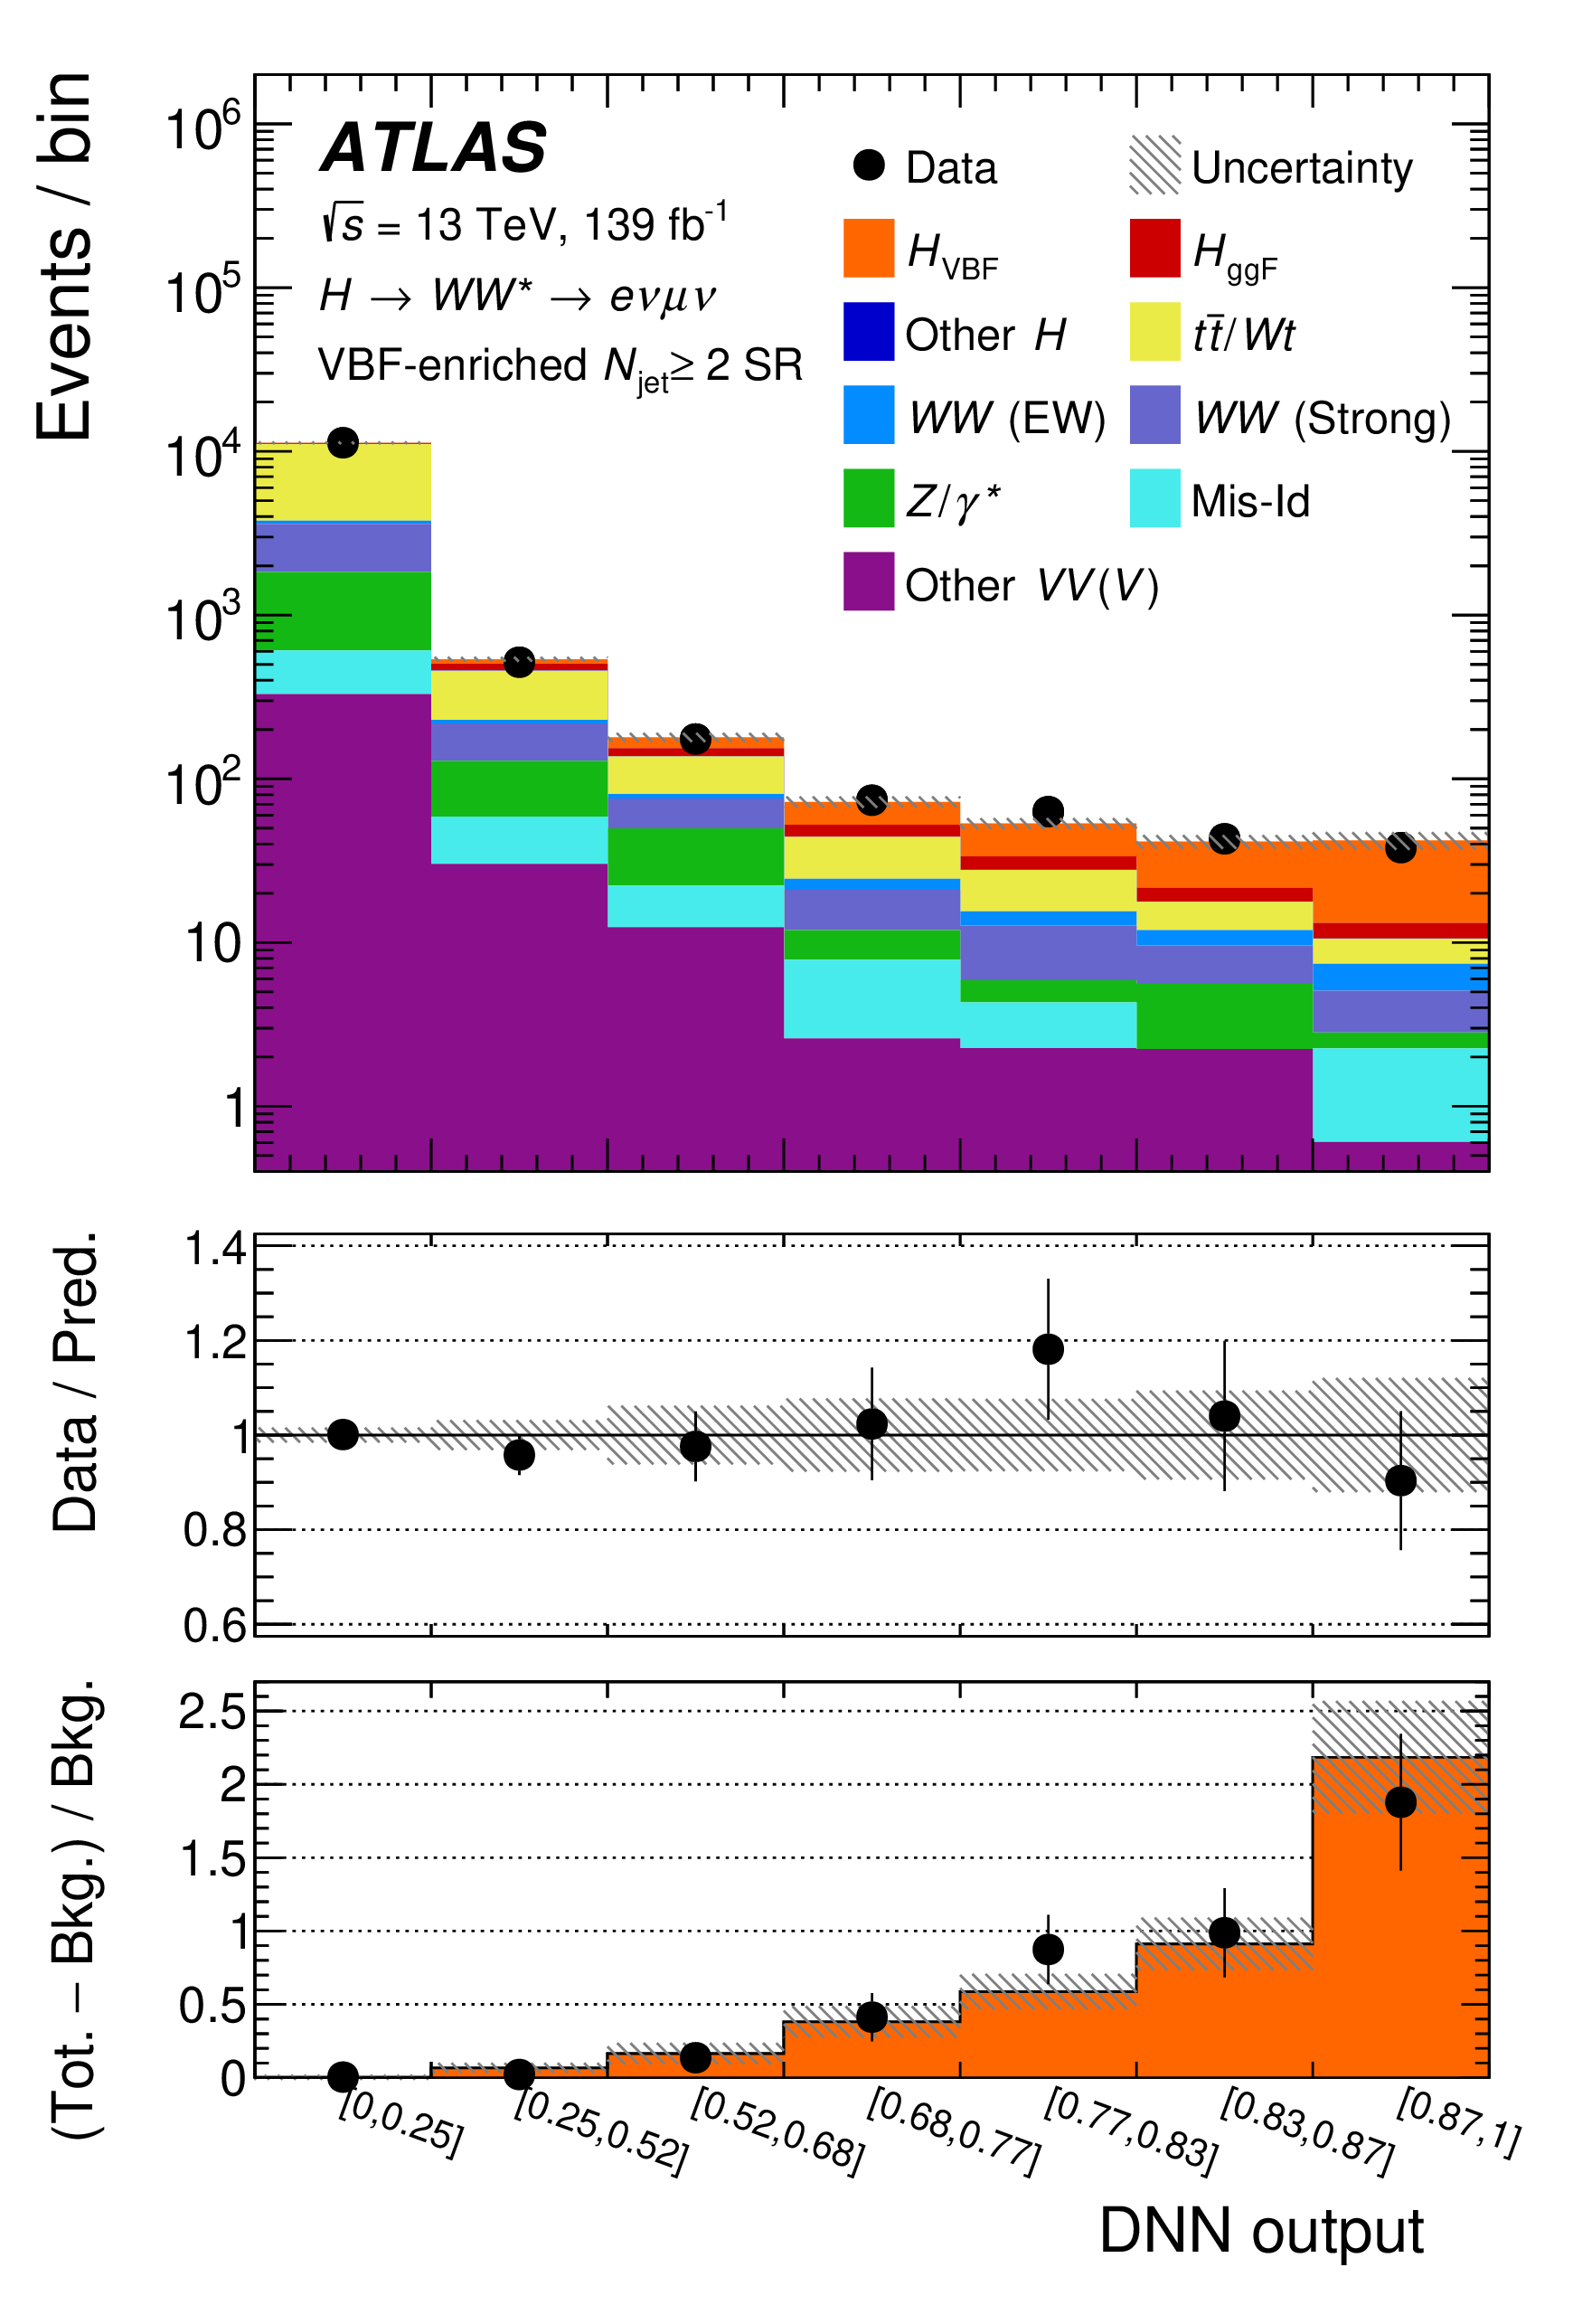 Events / bin
10⁶
10⁵
10⁴
10³
10²
10
1
ATLAS
√s = 13 TeV, 139 fb⁻¹
H → WW* → eνμν
VBF-enriched N_jet ≥ 2 SR
Data
Uncertainty
H_VBF
H_ggF
Other H
tt̄/Wt
WW (EW)
WW (Strong)
Z/γ*
Mis-Id
Other VV(V)
Data / Pred.
1.4
1.2
1
0.8
0.6
(Tot. − Bkg.) / Bkg.
2.5
2
1.5
1
0.5
0
[0,0.25]
[0.25,0.52]
[0.52,0.68]
[0.68,0.77]
[0.77,0.83]
[0.83,0.87]
[0.87,1]
DNN output